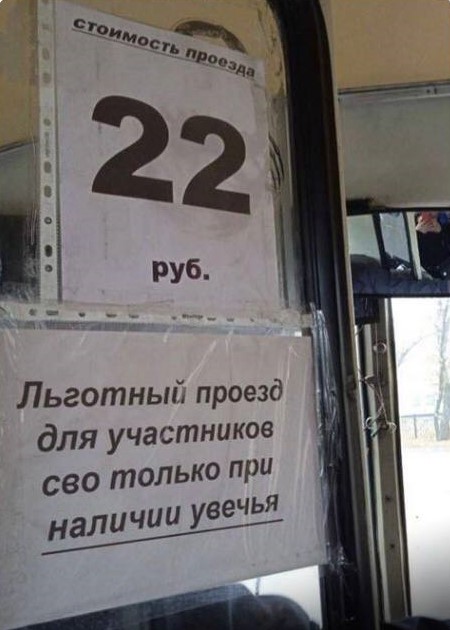 стоимость проезда
22
руб.
Льготный проезд
для участников
сво только при
наличии увечья